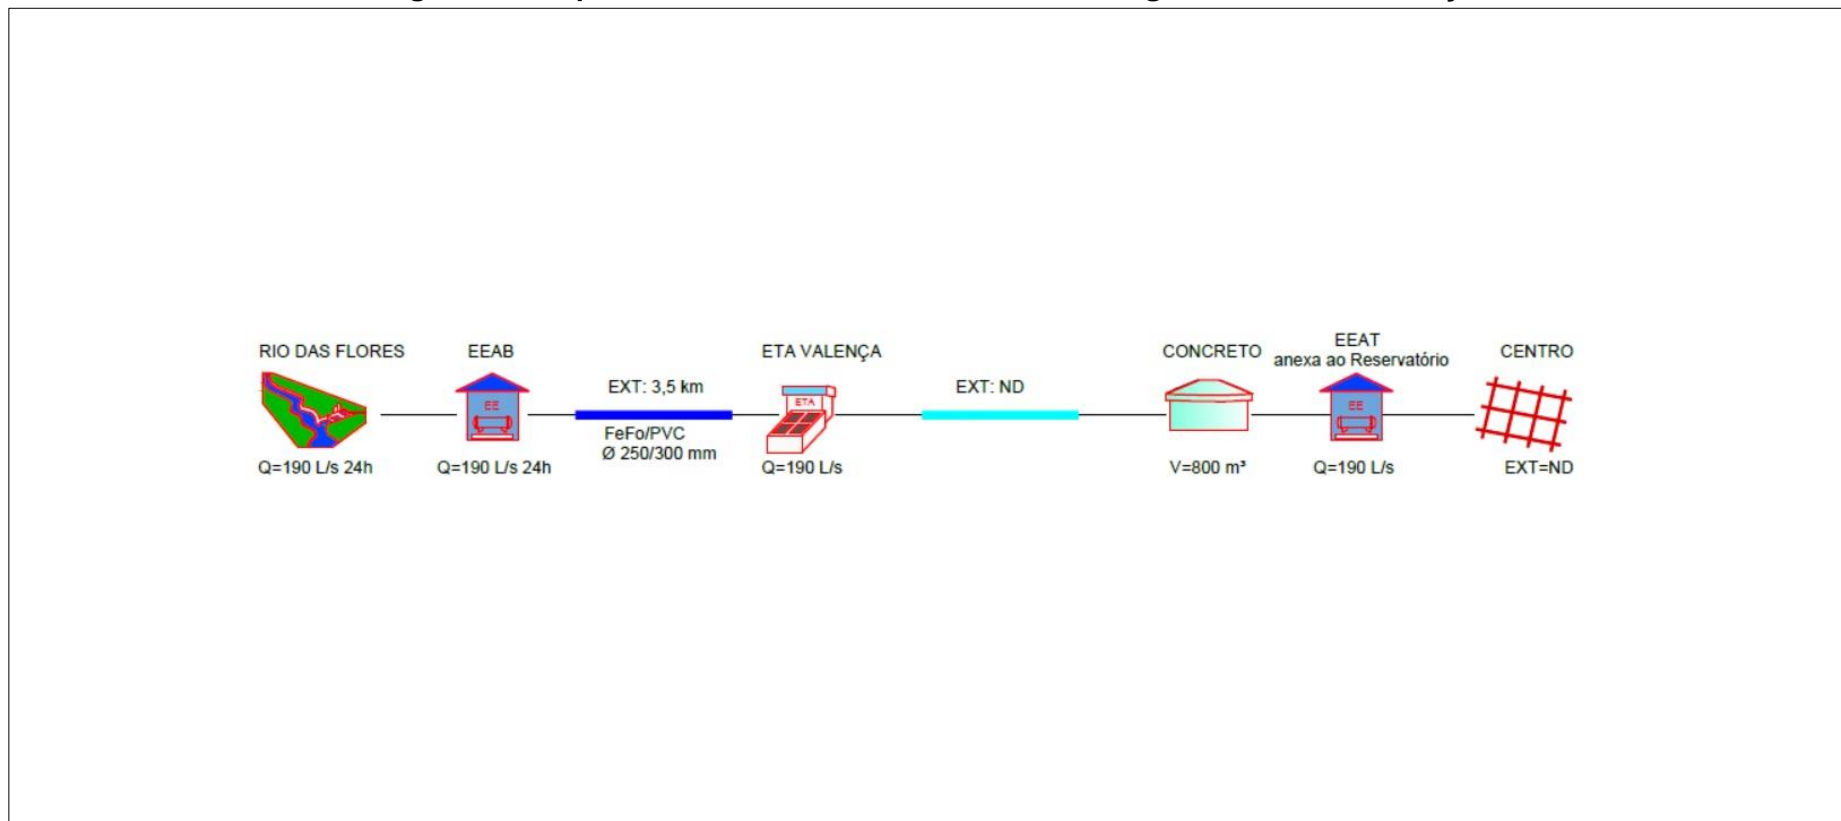 RIO DAS FLORES
Q=190 L/s 24h
EEAB
EE
Q=190 L/s 24h
EXT: 3,5 km
FeFo/PVC
Ø 250/300 mm
ETA VALENÇA
ETA
Q=190 L/s
EXT: ND
CONCRETO
V=800 m³
EEAT
anexa ao Reservatório
EE
Q=190 L/s
CENTRO
EXT=ND